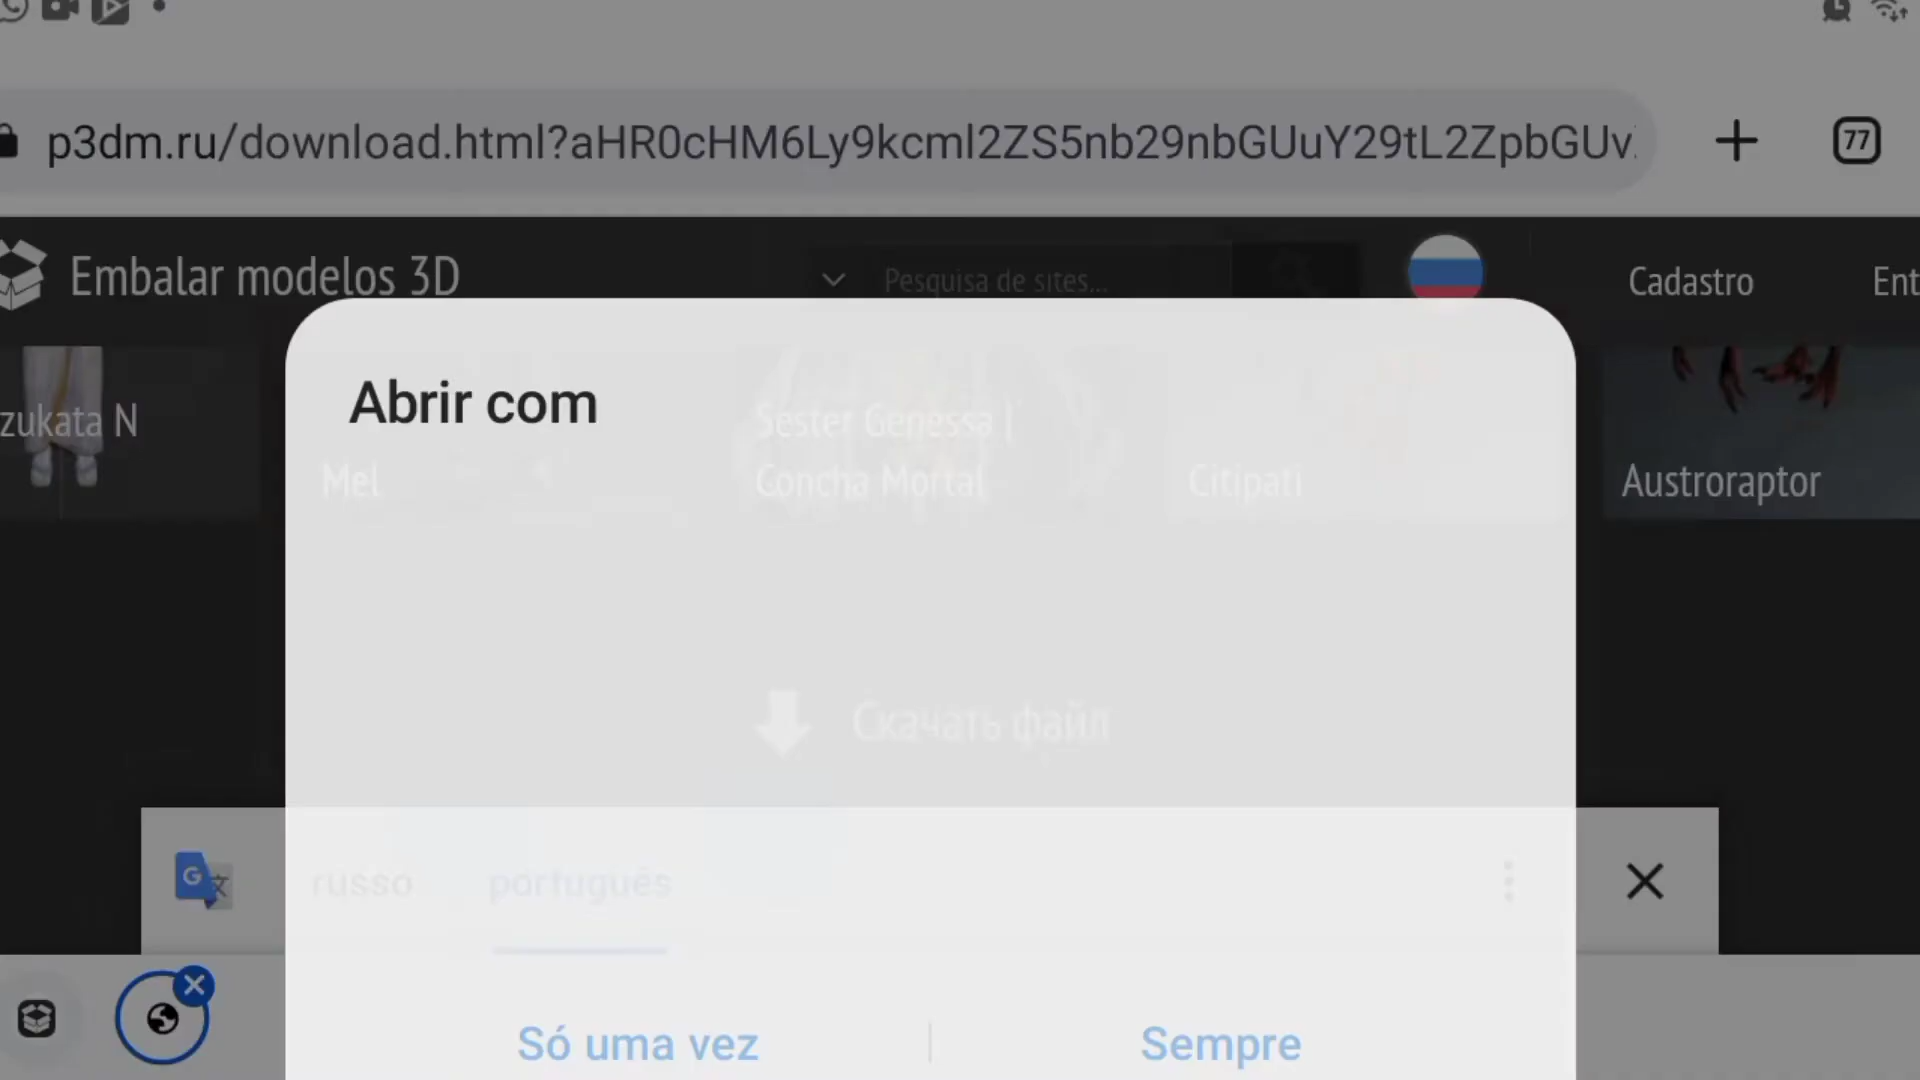 p3dm.ru/download.html?aHR0cHM6Ly9kcml2ZS5nb29nbGUuY29tL2ZpbGUv
77
Embalar modelos 3D
Pesquisa de sites...
Cadastro
Ent
Abrir com
zukata N
Mel
Sester Genessa |
Concha Mortal
Citipati
Austroraptor
Скачать файл
russo
português
Só uma vez
Sempre